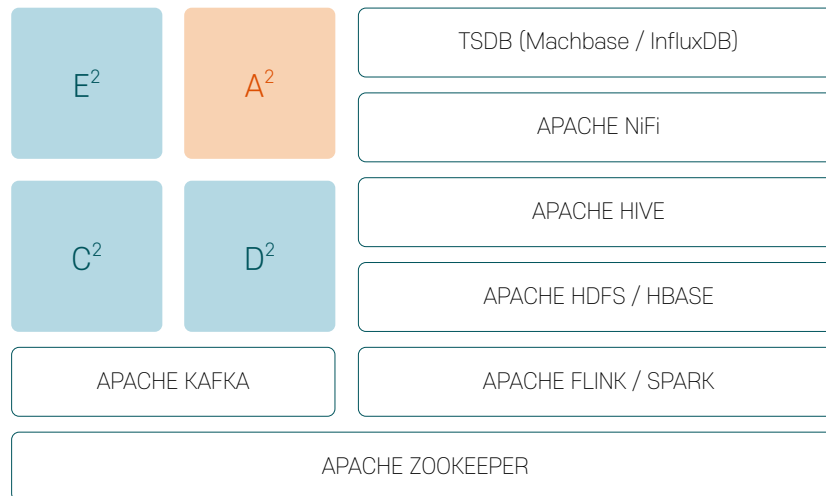 E²
A²
TSDB (Machbase / InfluxDB)
APACHE NiFi
C²
D²
APACHE HIVE
APACHE HDFS / HBASE
APACHE KAFKA
APACHE FLINK / SPARK
APACHE ZOOKEEPER